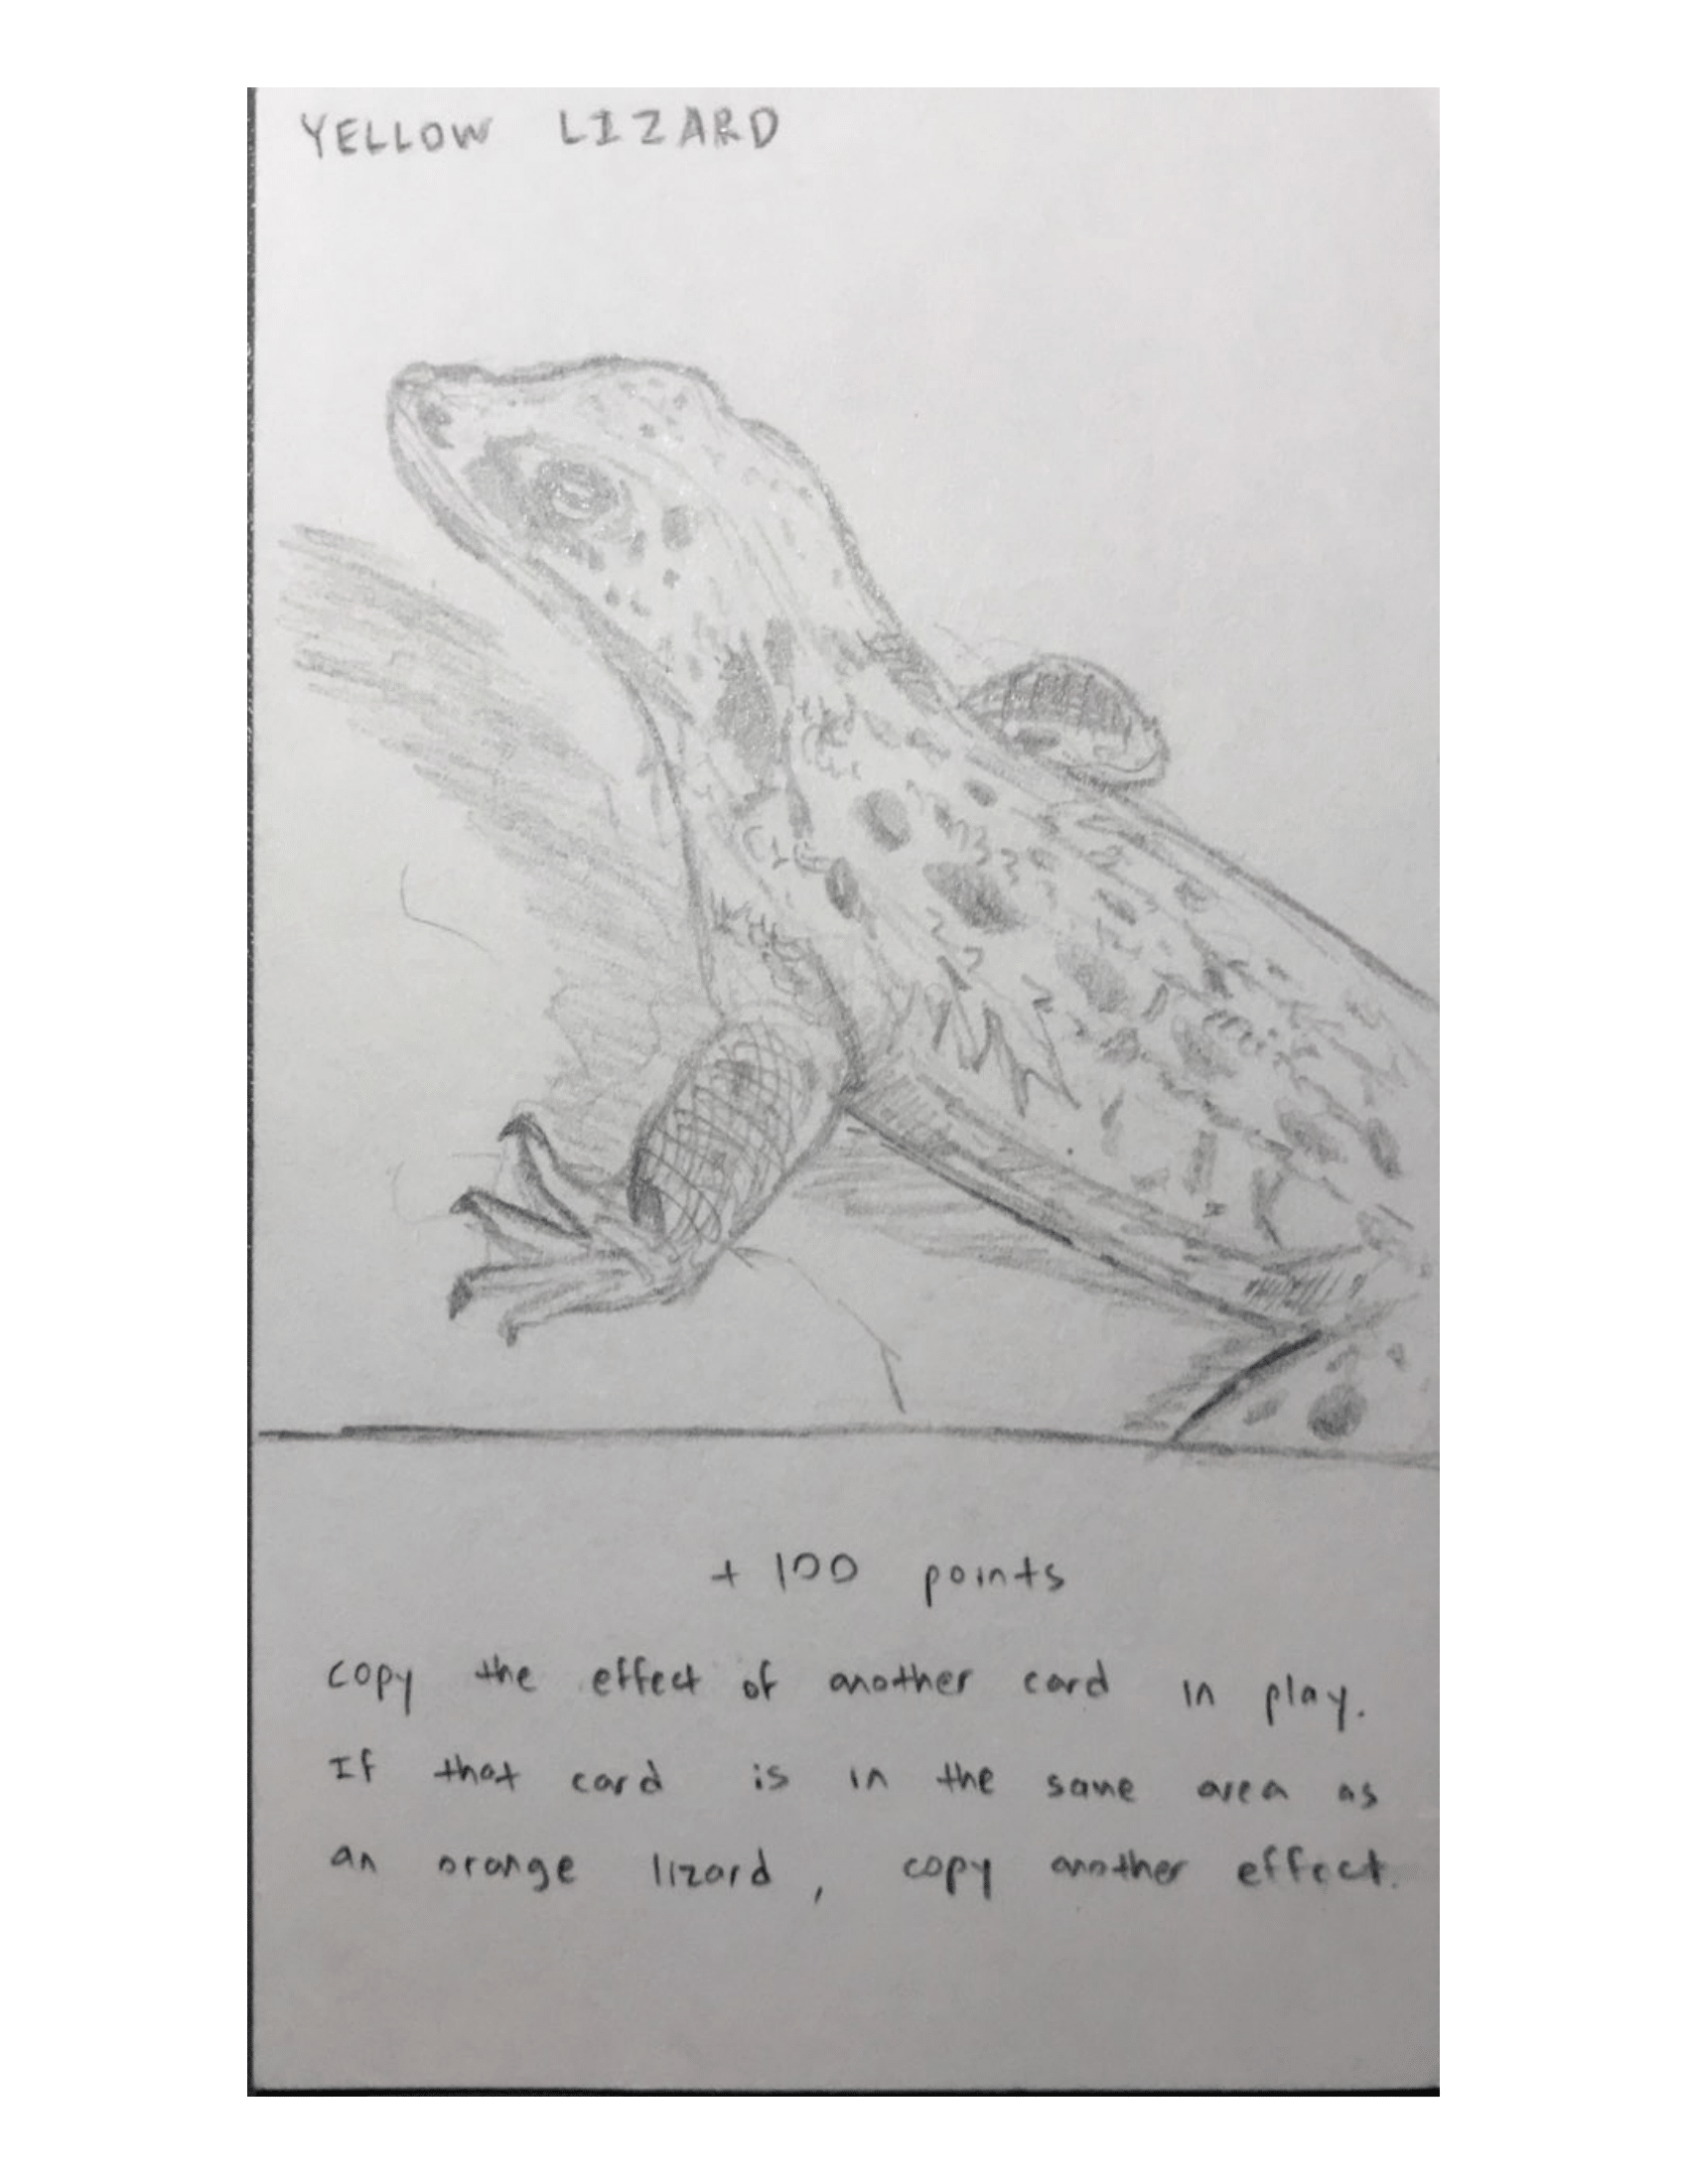 YELLOW LIZARD
+ 100 points
copy the effect of another card in play.
If that card is in the same area as
an orange lizard, copy another effect.